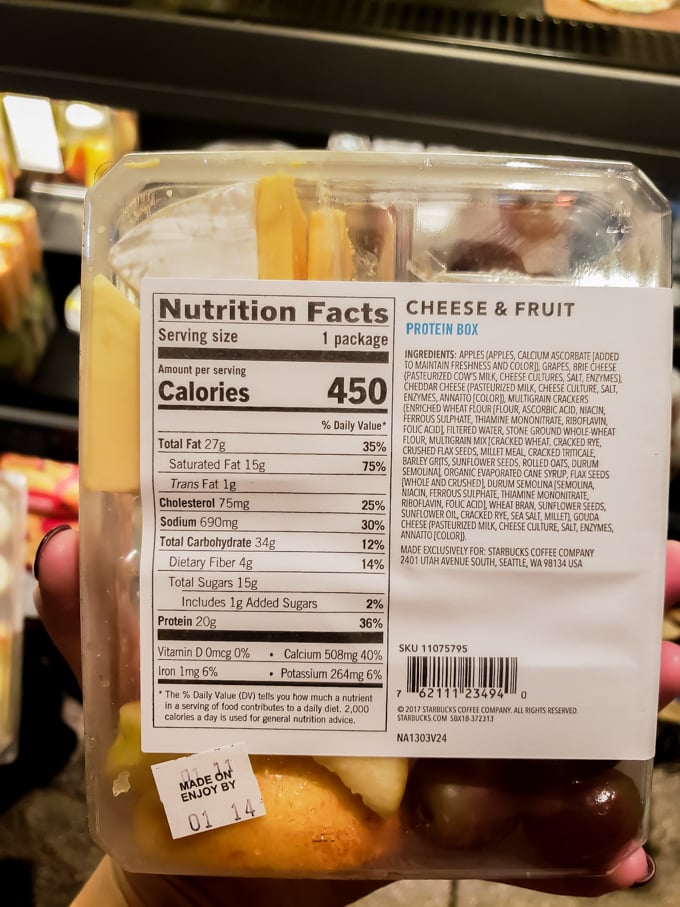 Nutrition Facts
Serving size 1 package
Amount per serving
Calories 450
% Daily Value*
Total Fat 27g 35%
Saturated Fat 15g 75%
Trans Fat 1g
Cholesterol 75mg 25%
Sodium 690mg 30%
Total Carbohydrate 34g 12%
Dietary Fiber 4g 14%
Total Sugars 15g
Includes 1g Added Sugars 2%
Protein 20g 36%
Vitamin D 0mcg 0% • Calcium 508mg 40%
Iron 1mg 6% • Potassium 264mg 6%
* The % Daily Value (DV) tells you how much a nutrient
in a serving of food contributes to a daily diet. 2,000
calories a day is used for general nutrition advice.
CHEESE & FRUIT
PROTEIN BOX
INGREDIENTS: APPLES (APPLES, CALCIUM ASCORBATE [ADDED
TO MAINTAIN FRESHNESS AND COLOR]), GRAPES, BRIE CHEESE
(PASTEURIZED COW'S MILK, CHEESE CULTURES, SALT, ENZYMES),
CHEDDAR CHEESE (PASTEURIZED MILK, CHEESE CULTURE, SALT,
ENZYMES, ANNATTO [COLOR]), MULTIGRAIN CRACKERS
(ENRICHED WHEAT FLOUR [FLOUR, ASCORBIC ACID, NIACIN,
FERROUS SULPHATE, THIAMINE MONONITRATE, RIBOFLAVIN,
FOLIC ACID], FILTERED WATER, STONE GROUND WHOLE-WHEAT
FLOUR, MULTIGRAIN MIX [CRACKED WHEAT, CRACKED RYE,
CRUSHED FLAX SEEDS, MILLET MEAL, CRACKED TRITICALE,
BARLEY GRITS, SUNFLOWER SEEDS, ROLLED OATS, DURUM
SEMOLINA], ORGANIC EVAPORATED CANE SYRUP, FLAX SEEDS
[WHOLE AND CRUSHED], DURUM SEMOLINA [SEMOLINA,
NIACIN, FERROUS SULPHATE, THIAMINE MONONITRATE,
RIBOFLAVIN, FOLIC ACID], WHEAT BRAN, SUNFLOWER SEEDS,
SUNFLOWER OIL, CRACKED RYE, SEA SALT, MILLET), GOUDA
CHEESE (PASTEURIZED MILK, CHEESE CULTURE, SALT, ENZYMES,
ANNATTO [COLOR]).
MADE EXCLUSIVELY FOR: STARBUCKS COFFEE COMPANY
2401 UTAH AVENUE SOUTH, SEATTLE, WA 98134 USA
SKU 11075795
7 62111 23494 0
© 2017 STARBUCKS COFFEE COMPANY. ALL RIGHTS RESERVED.
STARBUCKS.COM SBX18-372313
NA1303V24
01 11
MADE ON
ENJOY BY
01 14